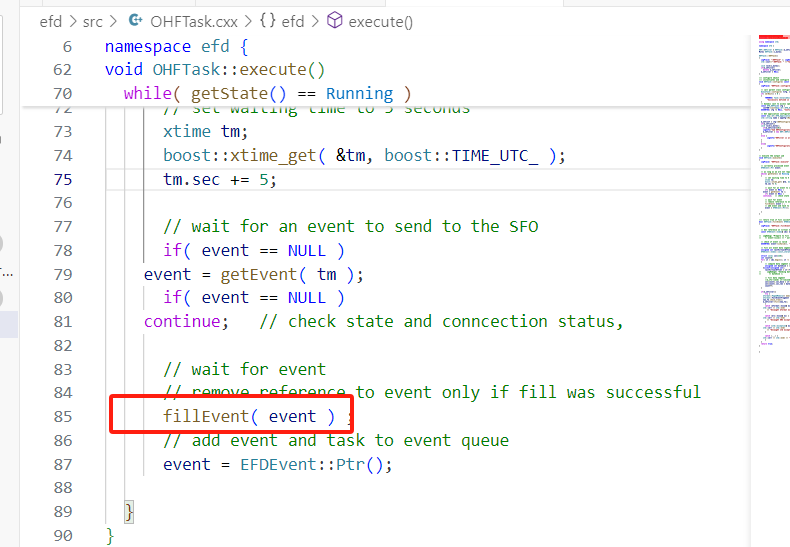 efd > src > OHFTask.cxx > {} efd > execute()
6 namespace efd {
62 void OHFTask::execute()
70 while( getState() == Running )
72 // set waiting time to 5 seconds
73 xtime tm;
74 boost::xtime_get( &tm, boost::TIME_UTC_ );
75 tm.sec += 5;
76
77 // wait for an event to send to the SFO
78 if( event == NULL )
79 event = getEvent( tm );
80 if( event == NULL )
81 continue; // check state and conncection status,
82
83 // wait for event
84 // remove reference to event only if fill was successful
85 fillEvent( event ) ;
86 // add event and task to event queue
87 event = EFDEvent::Ptr();
88
89 }
90 }
T...